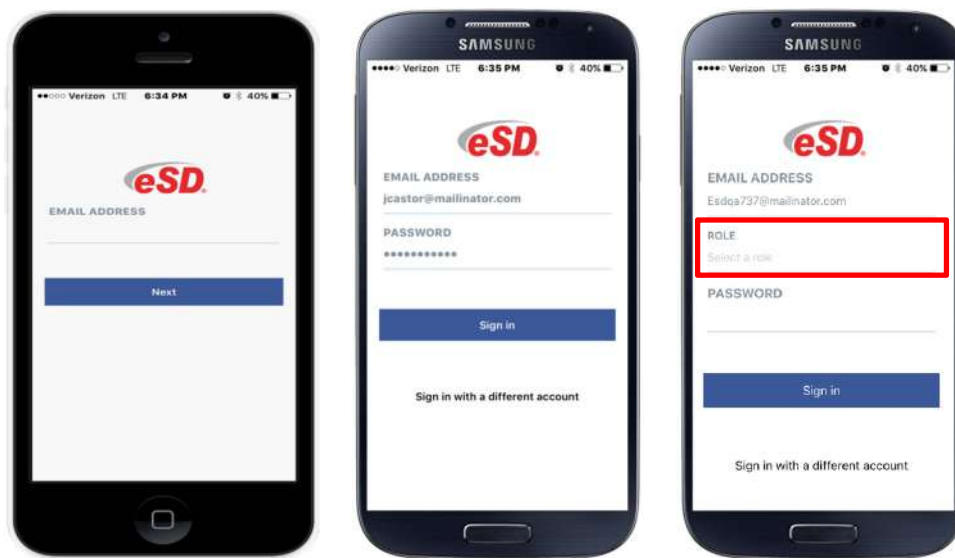 ●●○○○ Verizon LTE 6:34 PM 40%
eSD®
EMAIL ADDRESS
Next
SAMSUNG
●●●●○ Verizon LTE 6:35 PM 40%
eSD®
EMAIL ADDRESS
jcastor@mailinator.com
PASSWORD
●●●●●●●●●●●
Sign in
Sign in with a different account
SAMSUNG
●●●●○ Verizon LTE 6:35 PM 40%
eSD®
EMAIL ADDRESS
Esdqa737@mailinator.com
ROLE
Select a role
PASSWORD
Sign in
Sign in with a different account